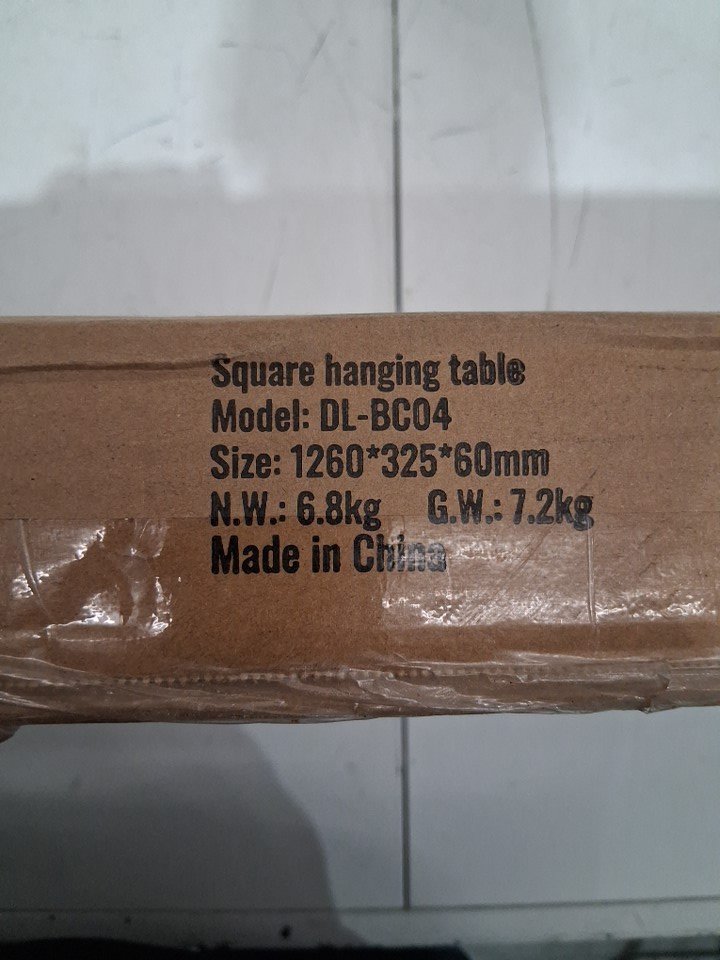 Square hanging table
Model: DL-BC04
Size: 1260*325*60mm
N.W.: 6.8kg G.W.: 7.2kg
Made in China